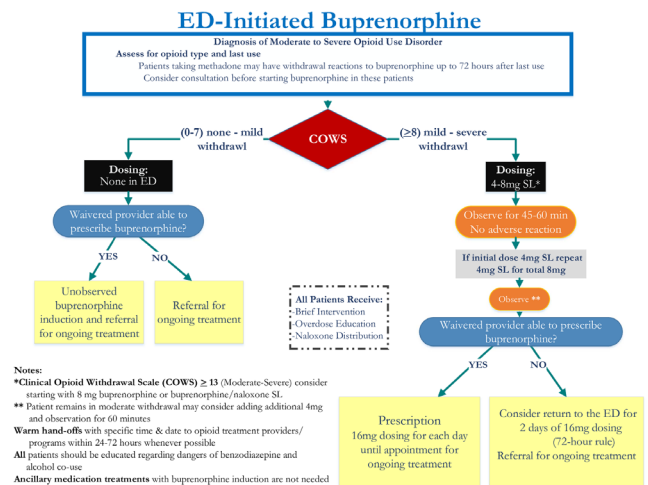 ED-Initiated Buprenorphine
Diagnosis of Moderate to Severe Opioid Use Disorder
Assess for opioid type and last use
Patients taking methadone may have withdrawal reactions to buprenorphine up to 72 hours after last use
Consider consultation before starting buprenorphine in these patients
COWS
(0-7) none - mild
withdrawl
Dosing:
None in ED
Waivered provider able to
prescribe buprenorphine?
YES
NO
Unobserved
buprenorphine
induction and referral
for ongoing treatment
Referral for
ongoing treatment
(≥8) mild - severe
withdrawl
Dosing:
4-8mg SL*
Observe for 45-60 min
No adverse reaction
If initial dose 4mg SL repeat
4mg SL for total 8mg
Observe **
Waivered provider able to prescribe
buprenorphine?
YES
NO
Prescription
16mg dosing for each day
until appointment for
ongoing treatment
Consider return to the ED for
2 days of 16mg dosing
(72-hour rule)
Referral for ongoing treatment
All Patients Receive:
-Brief Intervention
-Overdose Education
-Naloxone Distribution
Notes:
*Clinical Opioid Withdrawal Scale (COWS) ≥ 13 (Moderate-Severe) consider
starting with 8 mg buprenorphine or buprenorphine/naloxone SL
** Patient remains in moderate withdrawal may consider adding additional 4mg
and observation for 60 minutes
Warm hand-offs with specific time & date to opioid treatment providers/
programs within 24-72 hours whenever possible
All patients should be educated regarding dangers of benzodiazepine and
alcohol co-use
Ancillary medication treatments with buprenorphine induction are not needed